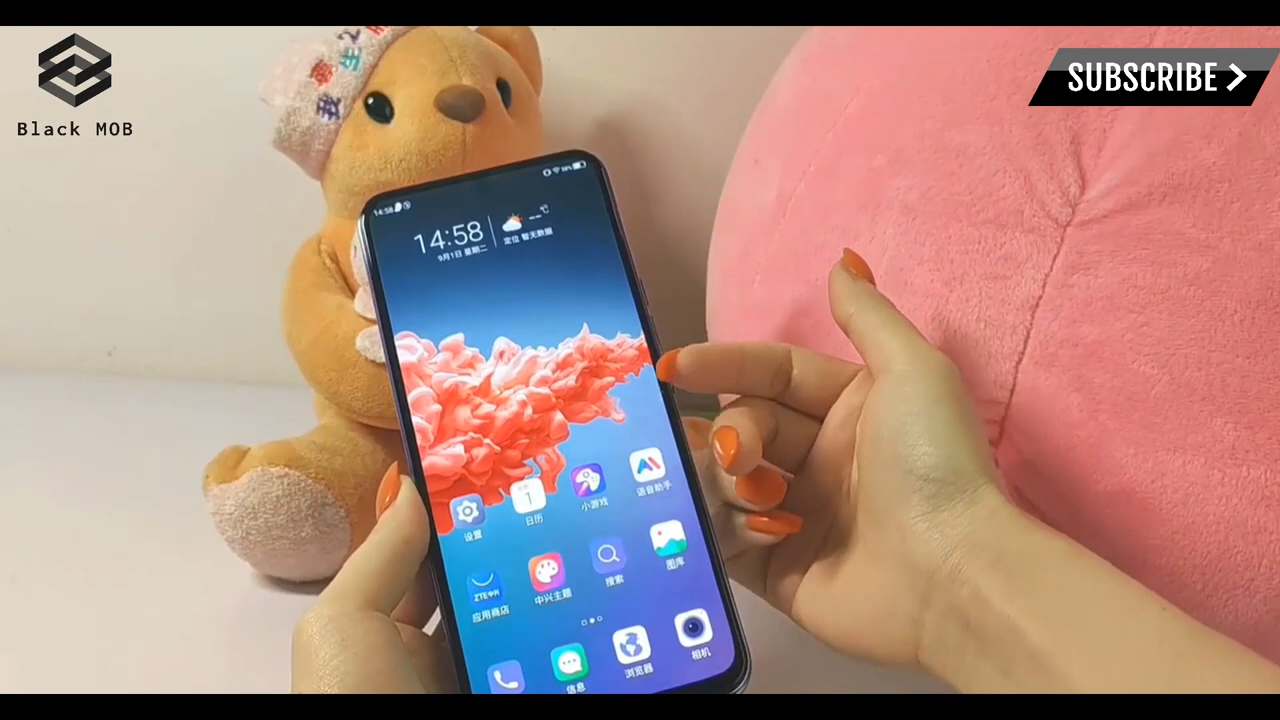 Black MOB
SUBSCRIBE
14:58
14:58
9月1日 星期二
--℃
定位 暂无数据
1
设置
日历
小游戏
语音助手
ZTE中兴
应用商店
中兴主题
搜索
图库
信息
浏览器
相机